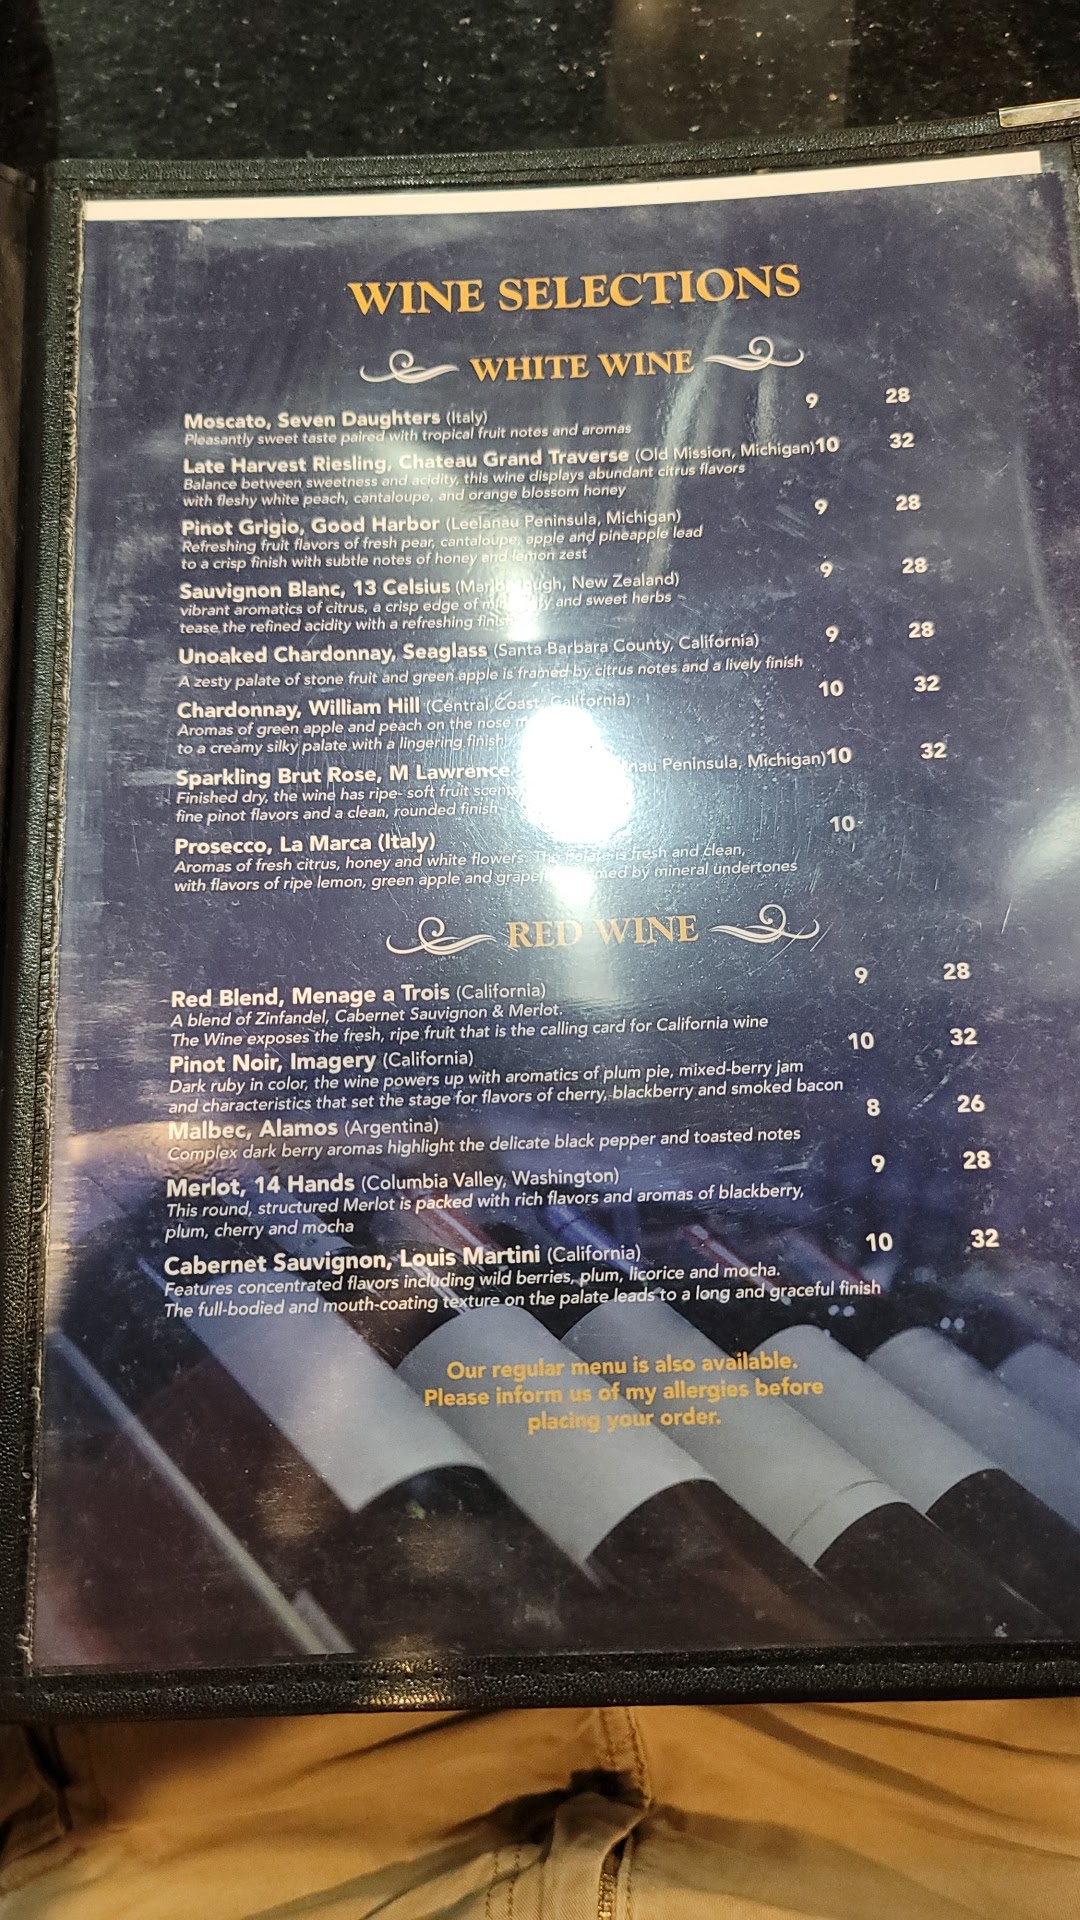 WINE SELECTIONS
WHITE WINE
Moscato, Seven Daughters (Italy) 9 28
Pleasantly sweet taste paired with tropical fruit notes and aromas
Late Harvest Riesling, Chateau Grand Traverse (Old Mission, Michigan)10 32
Balance between sweetness and acidity, this wine displays abundant citrus flavors
with fleshy white peach, cantaloupe, and orange blossom honey
Pinot Grigio, Good Harbor (Leelanau Peninsula, Michigan) 9 28
Refreshing fruit flavors of fresh pear, cantaloupe, apple and pineapple lead
to a crisp finish with subtle notes of honey and lemon zest
Sauvignon Blanc, 13 Celsius (Marlborough, New Zealand) 9 28
vibrant aromatics of citrus, a crisp edge of and sweet herbs
tease the refined acidity with a refreshing finish
Unoaked Chardonnay, Seaglass (Santa Barbara County, California) 9 28
A zesty palate of stone fruit and green apple is framed by citrus notes and a lively finish
Chardonnay, William Hill (Central Coast, California) 10 32
Aromas of green apple and peach on the nose
to a creamy silky palate with a lingering finish
Sparkling Brut Rose, M Lawrence Peninsula, Michigan)10 32
Finished dry, the wine has ripe- soft fruit scents
fine pinot flavors and a clean, rounded finish
Prosecco, La Marca (Italy) 10
Aromas of fresh citrus, honey and white flowers. The palate is fresh and clean,
with flavors of ripe lemon, green apple and by mineral undertones
RED WINE
Red Blend, Menage a Trois (California) 9 28
A blend of Zinfandel, Cabernet Sauvignon & Merlot.
The Wine exposes the fresh, ripe fruit that is the calling card for California wine
Pinot Noir, Imagery (California) 10 32
Dark ruby in color, the wine powers up with aromatics of plum pie, mixed-berry jam
and characteristics that set the stage for flavors of cherry, blackberry and smoked bacon
Malbec, Alamos (Argentina) 8 26
Complex dark berry aromas highlight the delicate black pepper and toasted notes
Merlot, 14 Hands (Columbia Valley, Washington) 9 28
This round, structured Merlot is packed with rich flavors and aromas of blackberry,
plum, cherry and mocha
Cabernet Sauvignon, Louis Martini (California) 10 32
Features concentrated flavors including wild berries, plum, licorice and mocha.
The full-bodied and mouth-coating texture on the palate leads to a long and graceful finish
Our regular menu is also available.
Please inform us of my allergies before
placing your order.